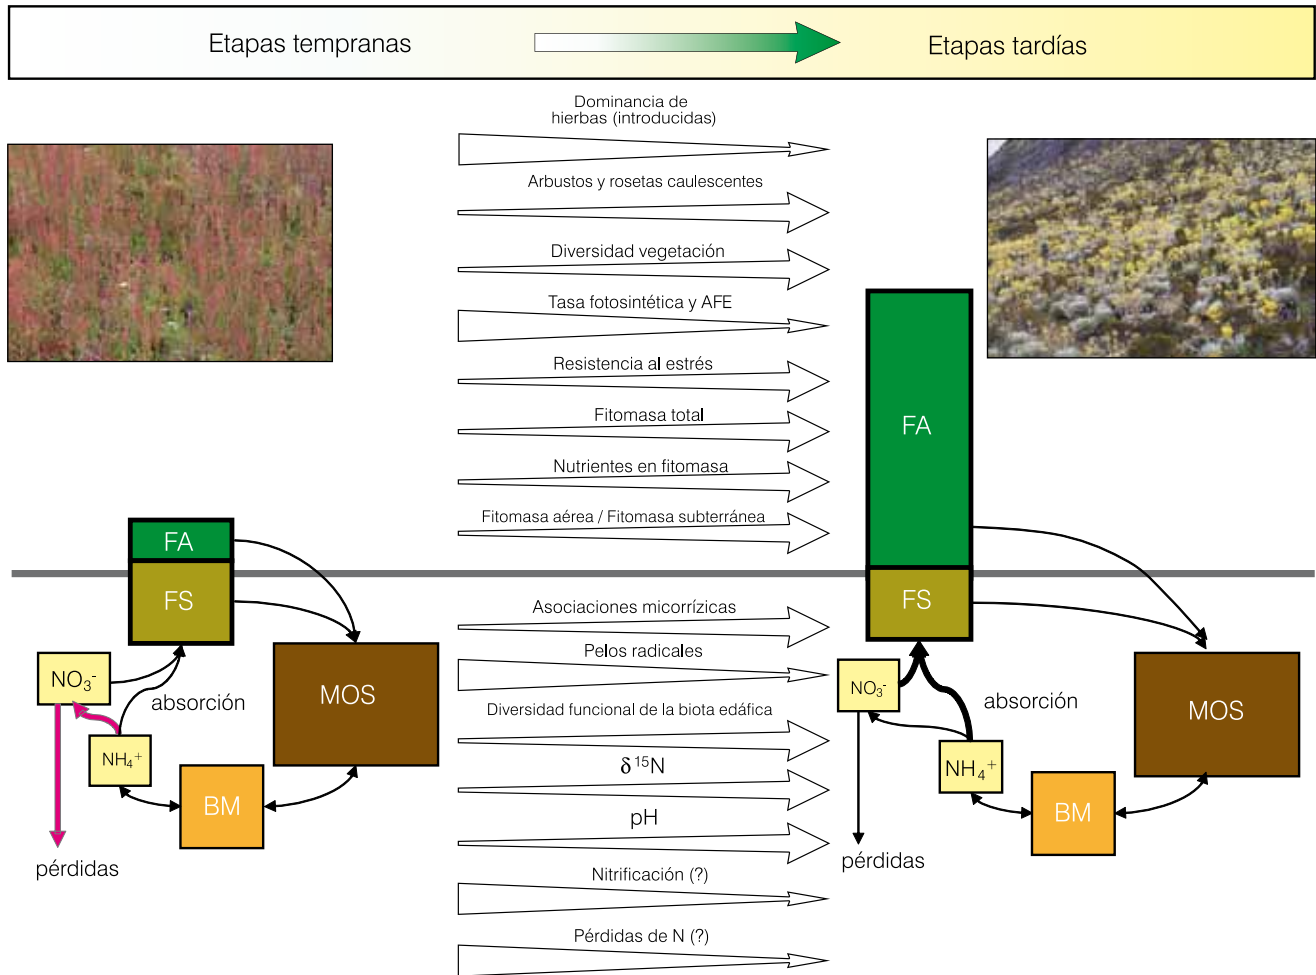 Etapas tempranas
Etapas tardías
Dominancia de
hierbas (introducidas)
Arbustos y rosetas caulescentes
Diversidad vegetación
Tasa fotosintética y AFE
Resistencia al estrés
Fitomasa total
Nutrientes en fitomasa
Fitomasa aérea / Fitomasa subterránea
FA
FS
NO₃⁻
absorción
NH₄⁺
MOS
BM
pérdidas
Asociaciones micorrízicas
Pelos radicales
Diversidad funcional de la biota edáfica
δ¹⁵N
pH
Nitrificación (?)
Pérdidas de N (?)
FA
FS
NO₃⁻
absorción
NH₄⁺
MOS
BM
pérdidas